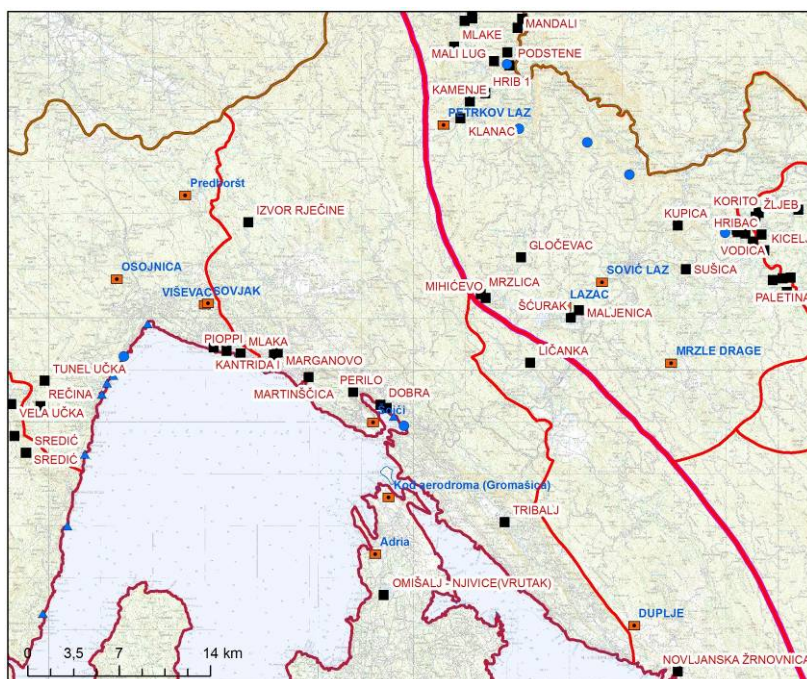 MANDALI
MLAKE
MALI LUG
PODSTENE
HRIB 1
KAMENJE
PETRKOV LAZ
KLANAC
Predhoršt
IZVOR RJEČINE
KORITO
ŽLJEB
KUPICA
HRIBAC
KICELJ
VODICA
GLOČEVAC
OSOJNICA
SOVIĆ LAZ
SUŠICA
MIHIĆEVO
MRZLICA
PALETINA
VIŠEVAC
SOVJAK
LAZAC
ŠĆURAK
MALJENICA
PIOPPI
MLAKA
KANTRIDA I
MARGANOVO
LIČANKA
MRZLE DRAGE
TUNEL UČKA
REČINA
MARTINŠČICA
PERILO
DOBRA
VELA UČKA
SREDIĆ
SREDIĆ
Kod aerodroma (Gromašica)
TRIBALJ
Adria
OMIŠALJ - NJIVICE(VRUTAK)
DUPLJE
NOVLJANSKA ŽRNOVNICA
0 3,5 7 14 km